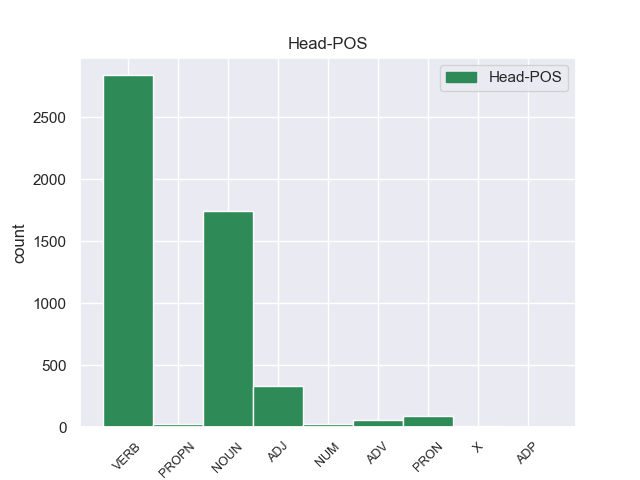 Head-POS
Head-POS
2500
2000
1500
1000
500
0
count
VERB PROPN NOUN ADJ NUM ADV PRON X ADP